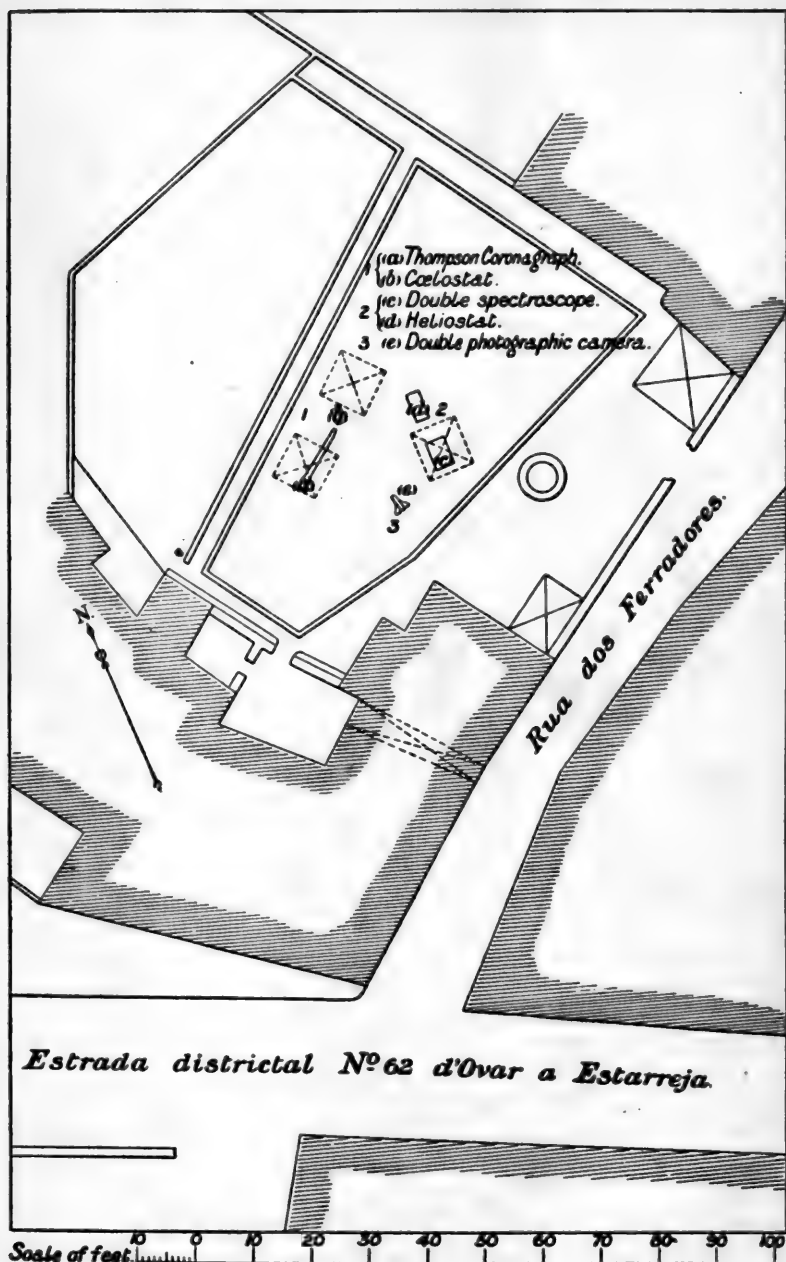 1 { (a) Thompson Coronagraph.
(b) Cœlostat.
2 { (c) Double spectroscope.
(d) Heliostat.
3 (e) Double photographic camera.
1 (b) (d) 2
(a) (c)
(e)
3
N.
Rua dos Ferradores.
Estrada districtal Nº 62 d'Ovar a Estarreja.
Scale of feet. 10 0 10 20 30 40 50 60 70 80 90 100